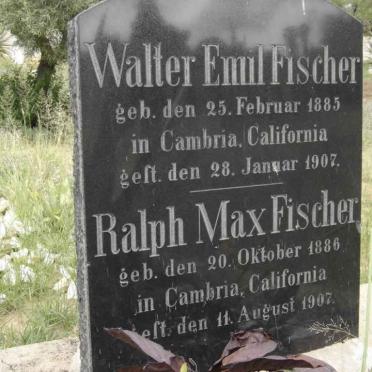 Walter Emil Fischer
geb. den 25. Februar 1885
in Cambria, California
gest. den 28. Januar 1907.
Ralph Max Fischer
geb. den 20. Oktober 1886
in Cambria, California
gest. den 11. August 1907.